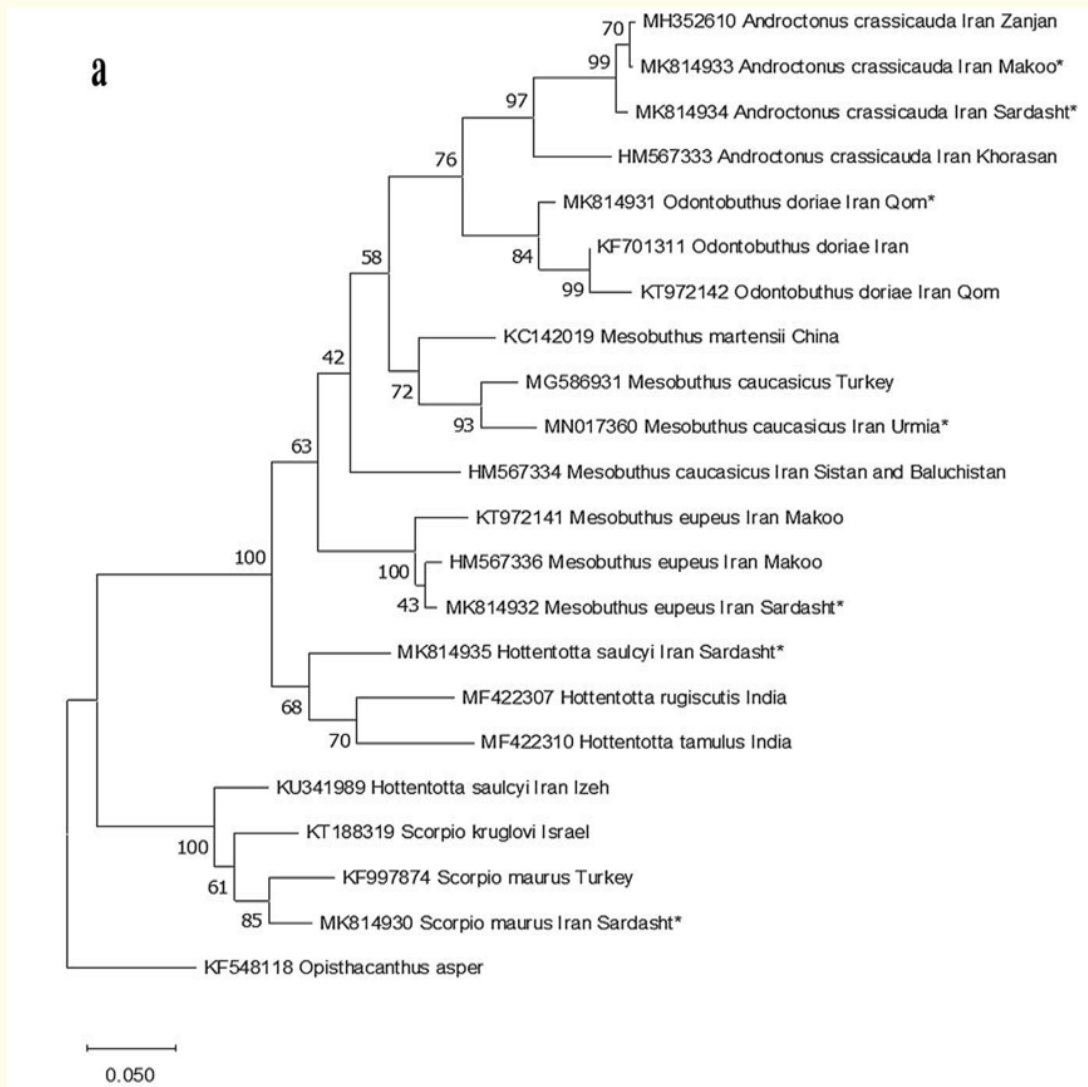 a
70
MH352610 Androctonus crassicauda Iran Zanjan
99
MK814933 Androctonus crassicauda Iran Makoo*
97
MK814934 Androctonus crassicauda Iran Sardasht*
76
HM567333 Androctonus crassicauda Iran Khorasan
MK814931 Odontobuthus doriae Iran Qom*
58
84
KF701311 Odontobuthus doriae Iran
99
KT972142 Odontobuthus doriae Iran Qom
KC142019 Mesobuthus martensii China
42
72
MG586931 Mesobuthus caucasicus Turkey
93
MN017360 Mesobuthus caucasicus Iran Urmia*
63
HM567334 Mesobuthus caucasicus Iran Sistan and Baluchistan
KT972141 Mesobuthus eupeus Iran Makoo
100
100
HM567336 Mesobuthus eupeus Iran Makoo
43
MK814932 Mesobuthus eupeus Iran Sardasht*
MK814935 Hottentotta saulcyi Iran Sardasht*
68
MF422307 Hottentotta rugiscutis India
70
MF422310 Hottentotta tamulus India
KU341989 Hottentotta saulcyi Iran Izeh
100
KT188319 Scorpio kruglovi Israel
61
KF997874 Scorpio maurus Turkey
85
MK814930 Scorpio maurus Iran Sardasht*
KF548118 Opisthacanthus asper
0.050